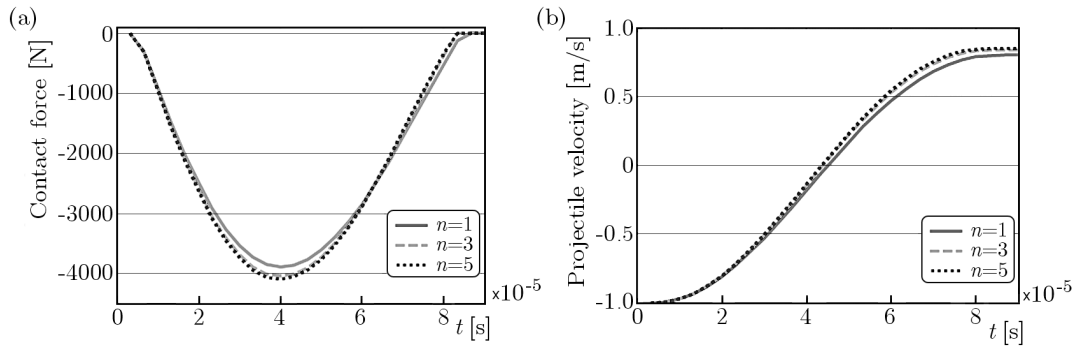 (a)
Contact force [N]
0
-1000
-2000
-3000
-4000
n=1
n=3
n=5
×10⁻⁵
0 2 4 6 8
t [s]
(b)
Projectile velocity [m/s]
1.0
0.5
0
-0.5
-1.0
n=1
n=3
n=5
×10⁻⁵
0 2 4 6 8
t [s]